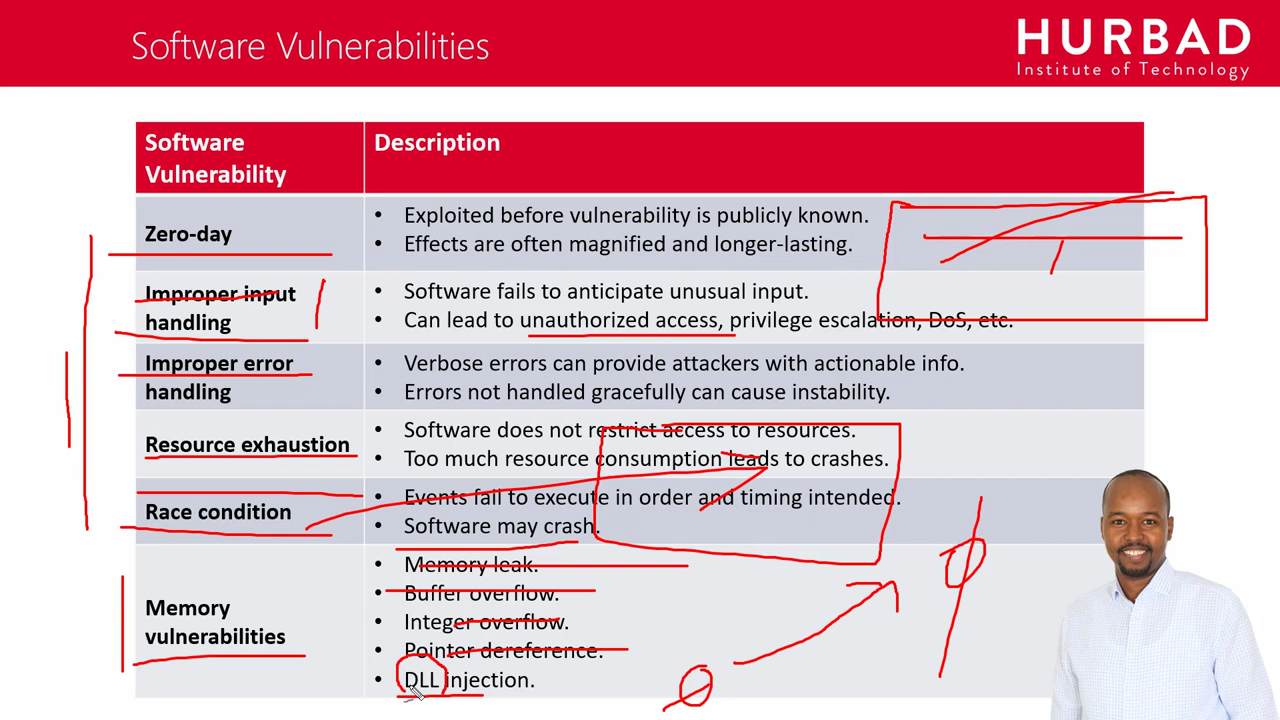 Software Vulnerabilities
HURBAD
Institute of Technology
Software
Vulnerability
Description
Zero-day
• Exploited before vulnerability is publicly known.
• Effects are often magnified and longer-lasting.
Improper input
handling
• Software fails to anticipate unusual input.
• Can lead to unauthorized access, privilege escalation, DoS, etc.
Improper error
handling
• Verbose errors can provide attackers with actionable info.
• Errors not handled gracefully can cause instability.
Resource exhaustion
• Software does not restrict access to resources.
• Too much resource consumption leads to crashes.
Race condition
• Events fail to execute in order and timing intended.
• Software may crash.
Memory
vulnerabilities
• Memory leak.
• Buffer overflow.
• Integer overflow.
• Pointer dereference.
• DLL injection.